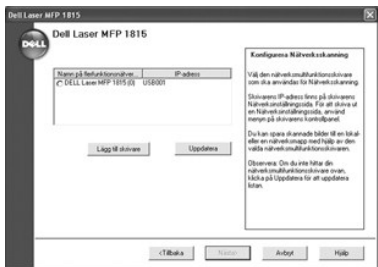 Dell Laser MFP 1815
DELL
Dell Laser MFP 1815
Namn på flerfunktionsnätver... IP-adress
DELL Laser MFP 1815 (0) USB001
Lägg till skrivare Uppdatera
Konfigurera Nätverksskanning
Välj den nätverksmultifunktionsskrivare
som ska användas för Nätverksskanning.
Skrivarens IP-adress finns på skrivarens
Nätverksinställningssida. För att skriva ut
en Nätverksinställningssida, använd
menyn på skrivarens kontrollpanel.
Du kan spara skannade bilder till en lokal-
eller en nätverksmapp med hjälp av den
valda nätverksmultifunktionsskrivaren.
Observera: Om du inte hittar din
nätverksmultifunktionsskrivare ovan,
klicka på Uppdatera för att uppdatera
listan.
<Tillbaka Nästa> Avbryt Hjälp